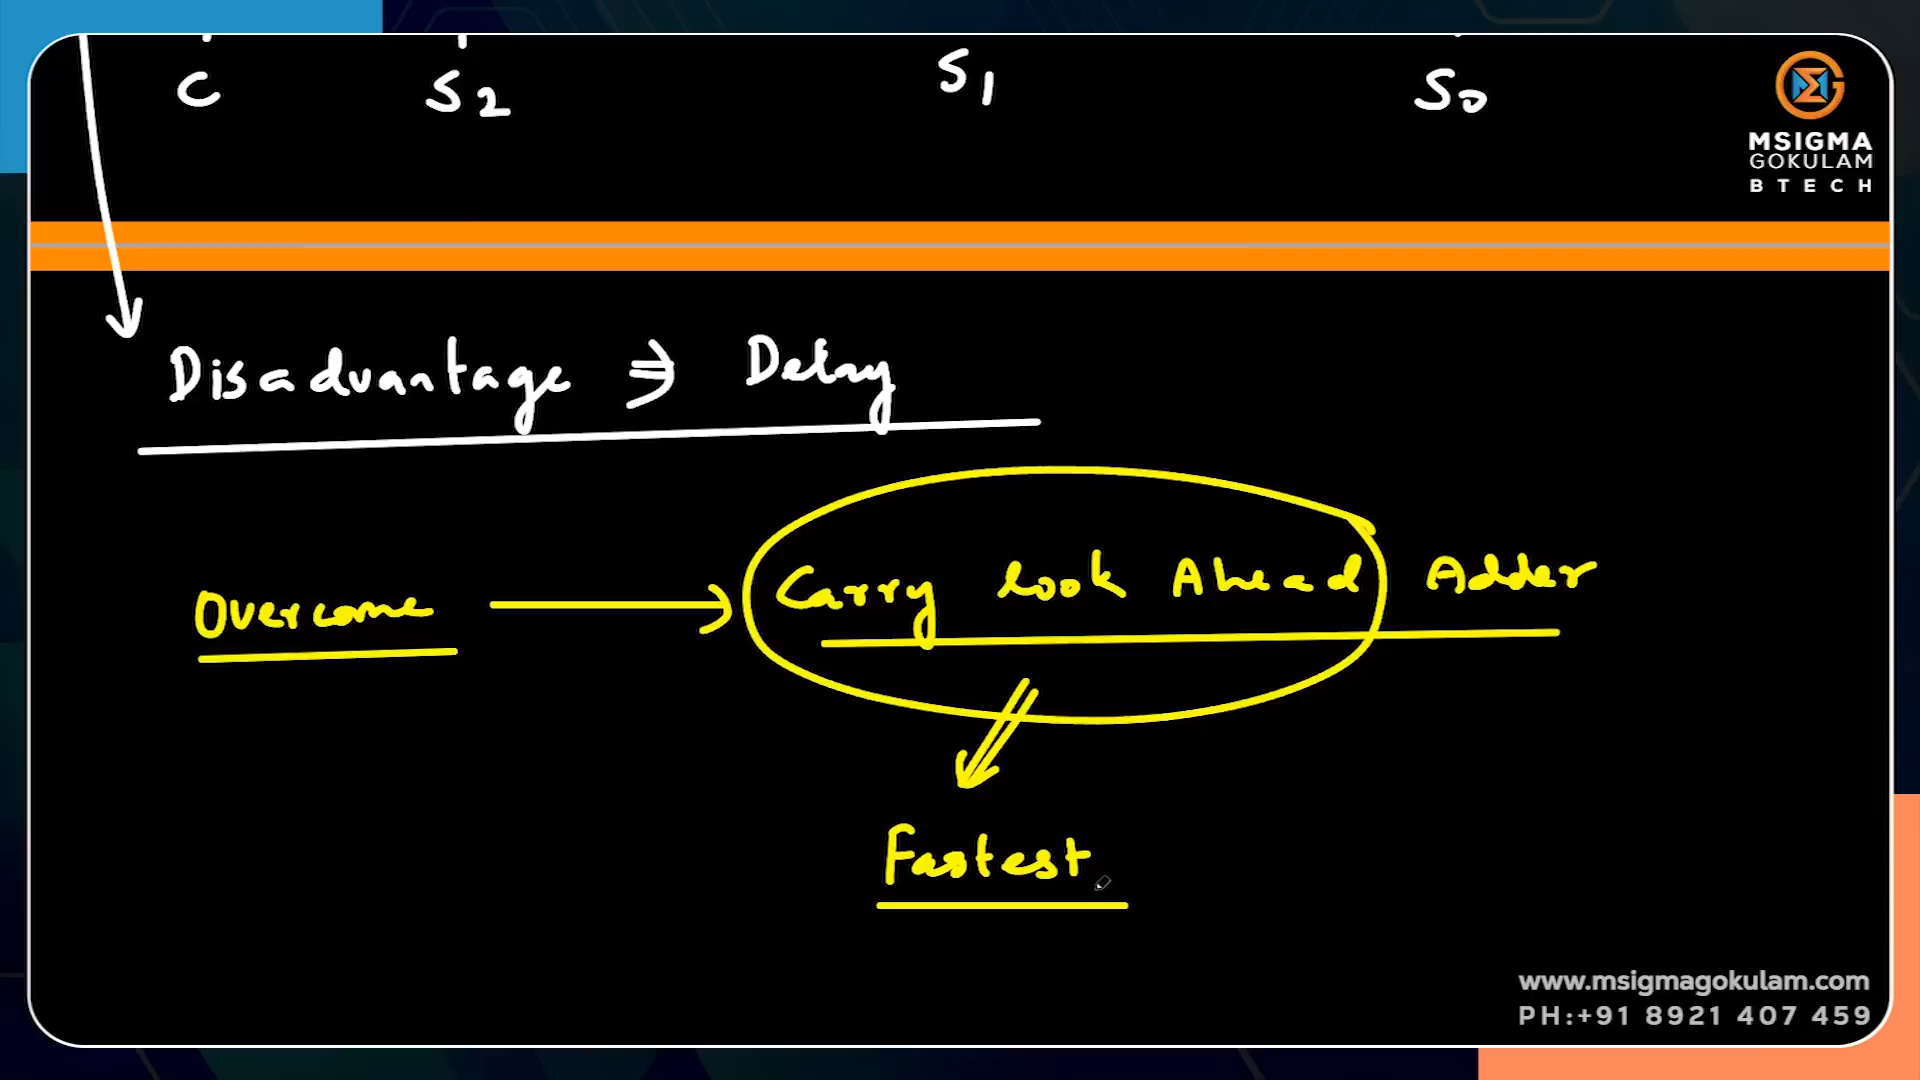 C S2 S1 S0
MSIGMA
GOKULAM
BTECH
Disadvantage ⇒ Delay
Overcome → Carry look Ahead Adder
Fastest
www.msigmagokulam.com
PH:+91 8921 407 459